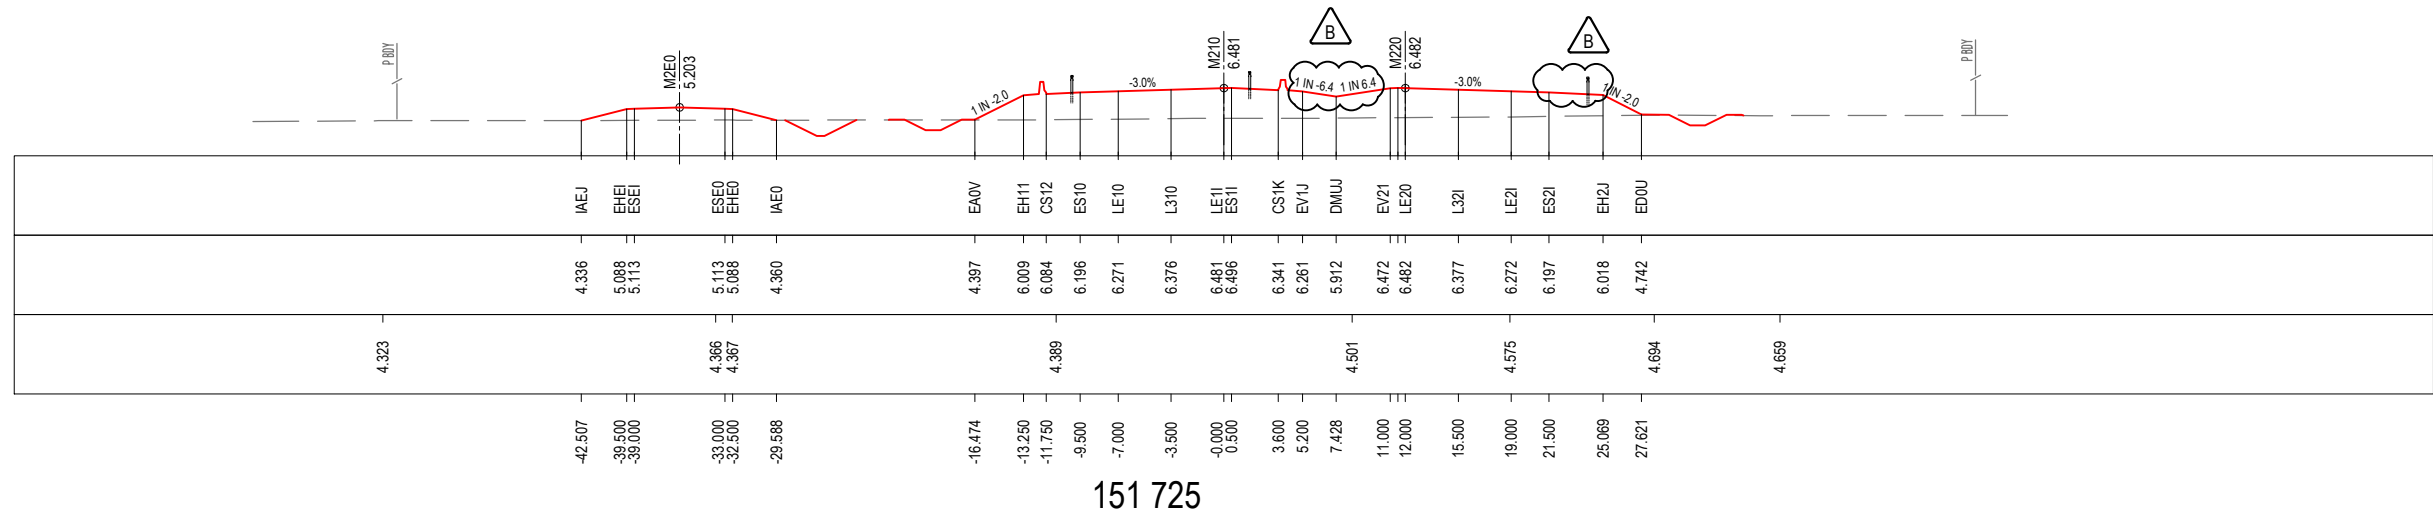 P BDY
M2E0
5.203
1 IN -2.0
-3.0%
M210
6.481
B
1 IN -6.4
1 IN 6.4
M220
6.482
-3.0%
B
1 IN -2.0
P BDY
IAEJ EHEI ESEI ESE0 EHE0 IAE0 EA0V EH11 CS12 ES10 LE10 L310 LE1I ES1I CS1K EV1J DMUJ EV21 LE20 L32I LE2I ES2I EH2J ED0U
4.336 5.088 5.113 5.113 5.088 4.360 4.397 6.009 6.084 6.196 6.271 6.376 6.481 6.496 6.341 6.261 5.912 6.472 6.482 6.377 6.272 6.197 6.018 4.742
4.323 4.366 4.367 4.389 4.501 4.575 4.694 4.659
-42.507 -39.500 -39.000 -33.000 -32.500 -29.588 -16.474 -13.250 -11.750 -9.500 -7.000 -3.500 -0.000 0.500 3.600 5.200 7.428 11.000 12.000 15.500 19.000 21.500 25.069 27.621
151 725